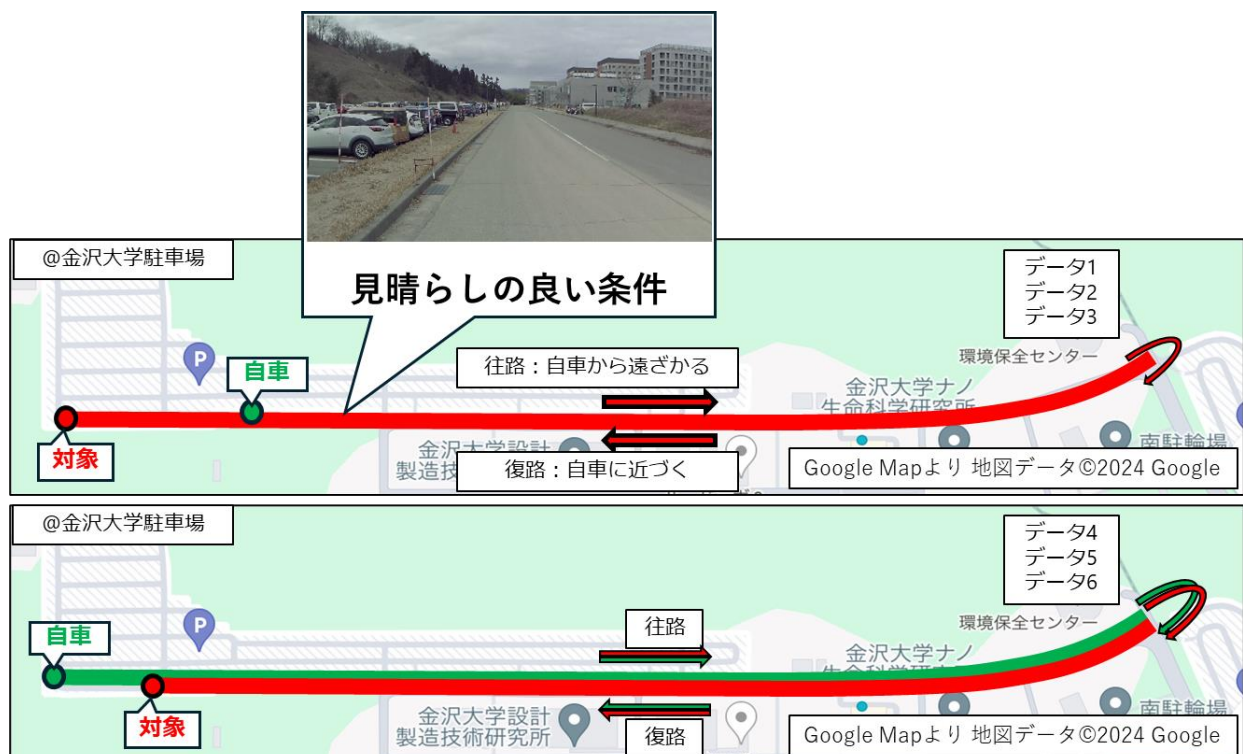 見晴らしの良い条件
@金沢大学駐車場
データ1
データ2
データ3
P
自車
対象
往路：自車から遠ざかる
復路：自車に近づく
環境保全センター
金沢大学ナノ
生命科学研究所
金沢大学設計
南駐輪場
Google Mapより 地図データ©2024 Google
@金沢大学駐車場
データ4
データ5
データ6
P
自車
対象
往路
復路
環境保全センター
金沢大学ナノ
金沢大学設計
製造技術研究所
南駐輪場
Google Mapより 地図データ©2024 Google